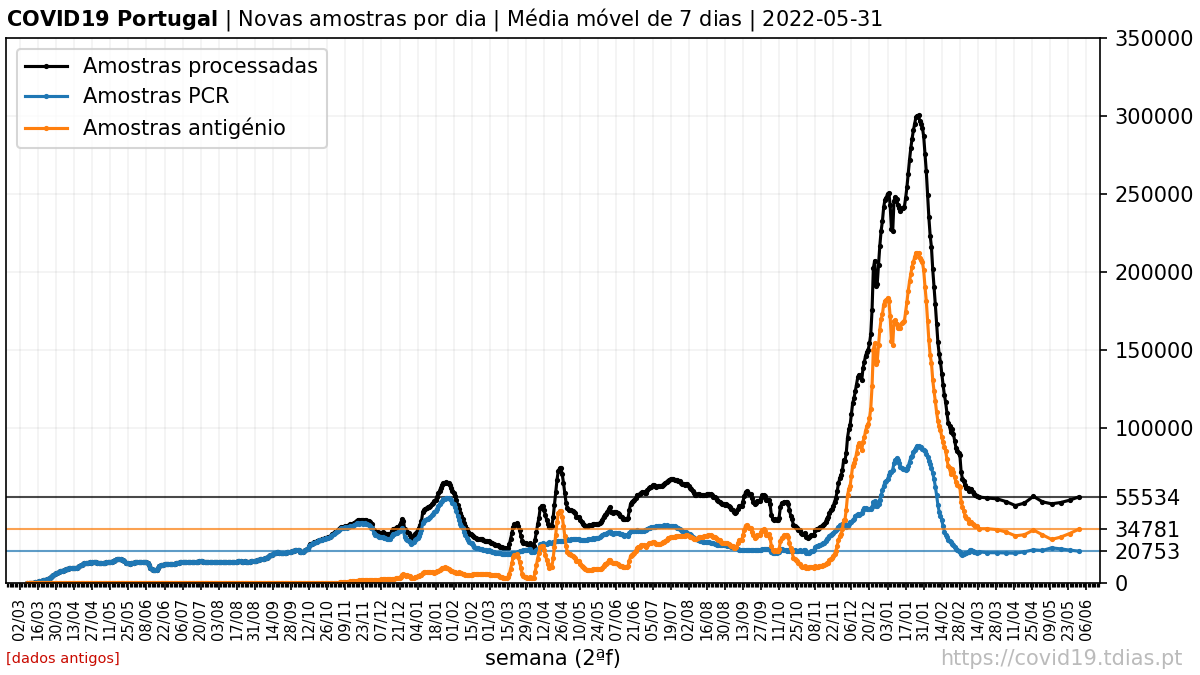 COVID19 Portugal | Novas amostras por dia | Média móvel de 7 dias | 2022-05-31
Amostras processadas
Amostras PCR
Amostras antigénio
350000
300000
250000
200000
150000
100000
55534
34781
20753
0
02/03 16/03 30/03 13/04 27/04 11/05 25/05 08/06 22/06 06/07 20/07 03/08 17/08 31/08 14/09 28/09 12/10 26/10 09/11 23/11 07/12 21/12 04/01 18/01 01/02 15/02 01/03 15/03 29/03 12/04 26/04 10/05 24/05 07/06 21/06 05/07 19/07 02/08 16/08 30/08 13/09 27/09 11/10 25/10 08/11 22/11 06/12 20/12 03/01 17/01 31/01 14/02 28/02 14/03 28/03 11/04 25/04 09/05 23/05 06/06
[dados antigos]
semana (2ªf)
https://covid19.tdias.pt